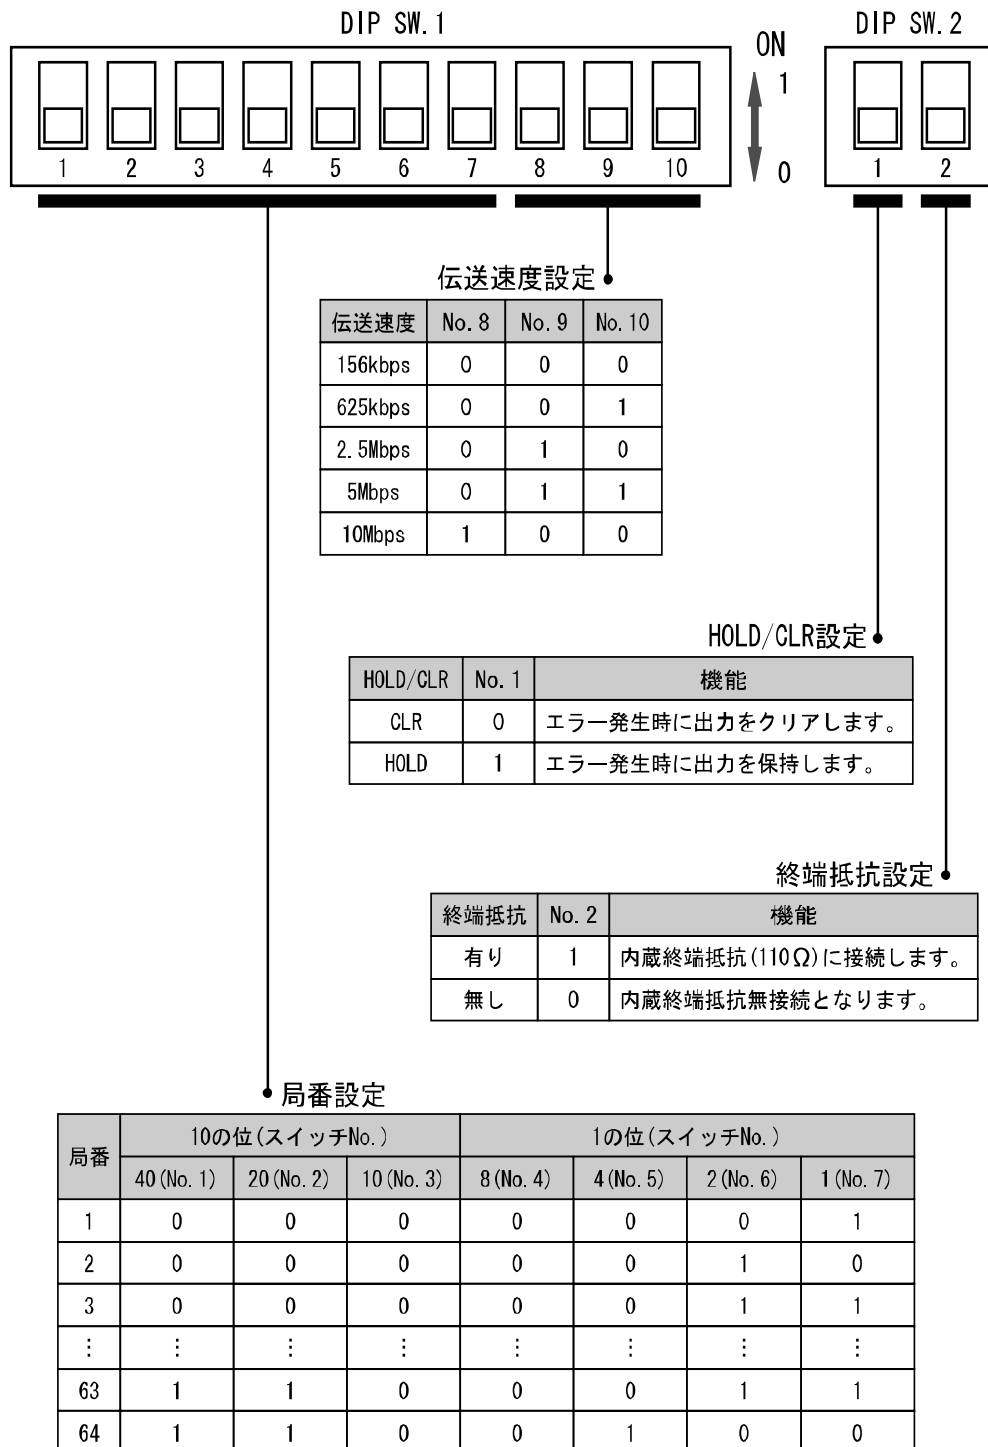 DIP SW.1
DIP SW.2
ON
1
0
1 2 3 4 5 6 7 8 9 10
1 2
伝送速度設定
伝送速度 No.8 No.9 No.10
156kbps 0 0 0
625kbps 0 0 1
2.5Mbps 0 1 0
5Mbps 0 1 1
10Mbps 1 0 0
HOLD/CLR設定
HOLD/CLR No.1 機能
CLR 0 エラー発生時に出力をクリアします。
HOLD 1 エラー発生時に出力を保持します。
終端抵抗設定
終端抵抗 No.2 機能
有り 1 内蔵終端抵抗(110Ω)に接続します。
無し 0 内蔵終端抵抗無接続となります。
局番設定
局番 10の位(スイッチNo.) 1の位(スイッチNo.)
40(No.1) 20(No.2) 10(No.3) 8(No.4) 4(No.5) 2(No.6) 1(No.7)
1 0 0 0 0 0 0 1
2 0 0 0 0 0 1 0
3 0 0 0 0 0 1 1
⋮ ⋮ ⋮ ⋮ ⋮ ⋮ ⋮ ⋮
63 1 1 0 0 0 1 1
64 1 1 0 0 1 0 0